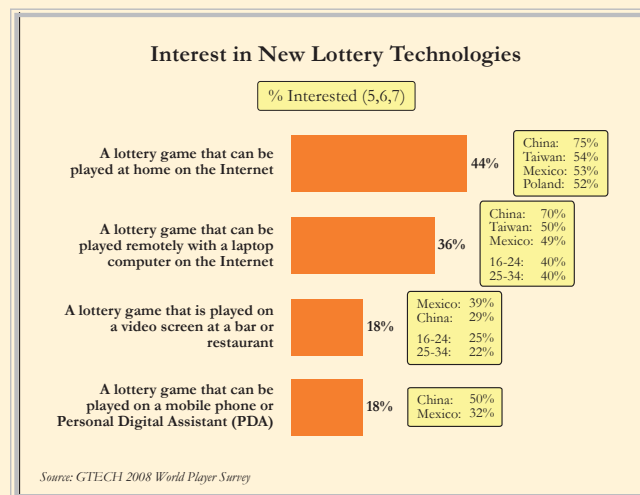 Interest in New Lottery Technologies
% Interested (5,6,7)
A lottery game that can be
played at home on the Internet
44%
China: 75%
Taiwan: 54%
Mexico: 53%
Poland: 52%
A lottery game that can be
played remotely with a laptop
computer on the Internet
36%
China: 70%
Taiwan: 50%
Mexico: 49%
16-24: 40%
25-34: 40%
A lottery game that is played on
a video screen at a bar or
restaurant
18%
Mexico: 39%
China: 29%
16-24: 25%
25-34: 22%
A lottery game that can be
played on a mobile phone or
Personal Digital Assistant (PDA)
18%
China: 50%
Mexico: 32%
Source: GTECH 2008 World Player Survey